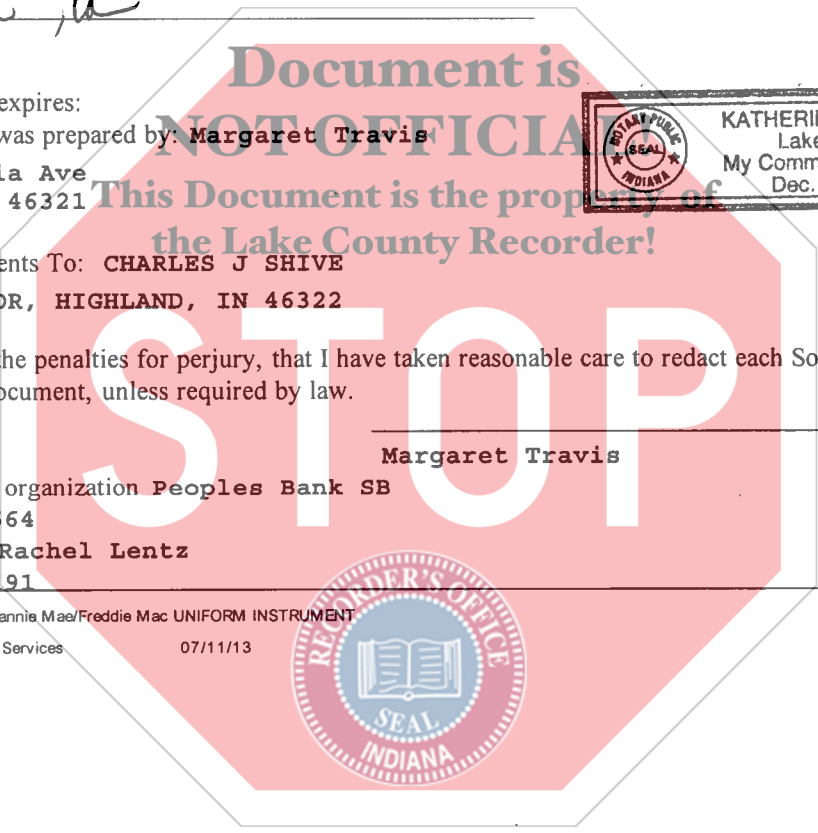 Document is
expires:
NOT OFFICIAL
was prepared by: Margaret Travis
ia Ave
46321
This Document is the property of
the Lake County Recorder!
NOTARY PUBLIC
SEAL
INDIANA
KATHERI
Lake
My Comm
Dec.
ents To: CHARLES J SHIVE
DR, HIGHLAND, IN 46322
STOP
the penalties for perjury, that I have taken reasonable care to redact each So
ocument, unless required by law.
Margaret Travis
organization Peoples Bank SB
564
Rachel Lentz
91
annie Mae/Freddie Mac UNIFORM INSTRUMENT
Services 07/11/13
RECORDER'S OFFICE
SEAL
INDIANA